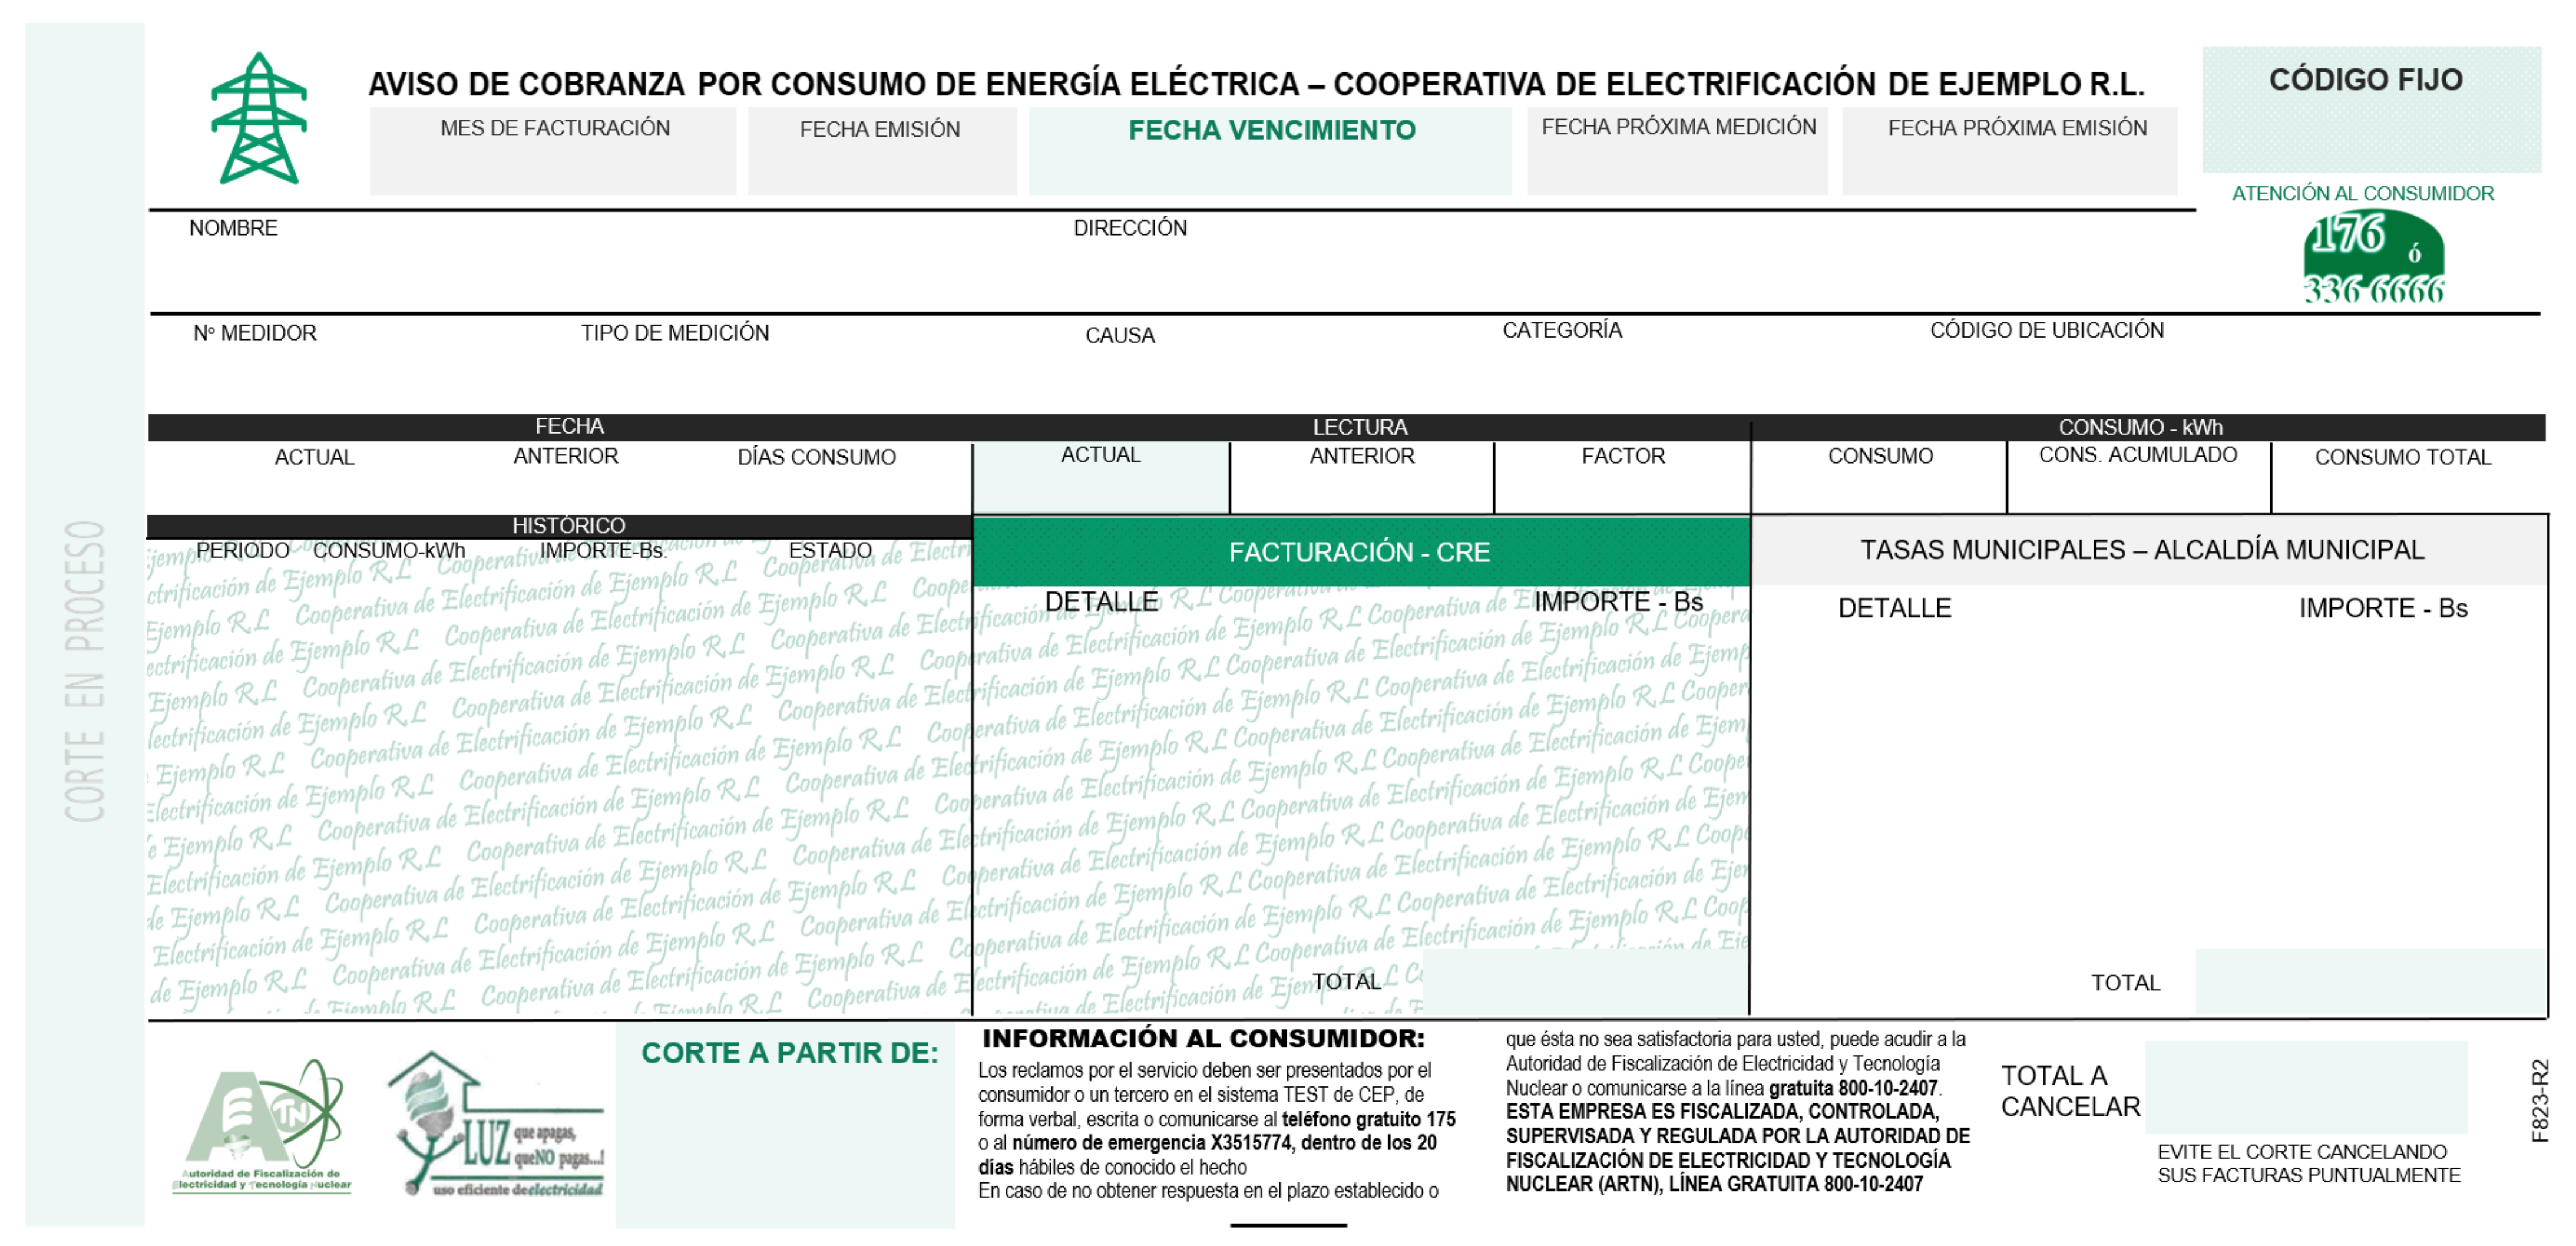 AVISO DE COBRANZA POR CONSUMO DE ENERGÍA ELÉCTRICA – COOPERATIVA DE ELECTRIFICACIÓN DE EJEMPLO R.L.
CÓDIGO FIJO
MES DE FACTURACIÓN
FECHA EMISIÓN
FECHA VENCIMIENTO
FECHA PRÓXIMA MEDICIÓN
FECHA PRÓXIMA EMISIÓN
ATENCIÓN AL CONSUMIDOR
176 ó
336-6666
NOMBRE
DIRECCIÓN
Nº MEDIDOR
TIPO DE MEDICIÓN
CAUSA
CATEGORÍA
CÓDIGO DE UBICACIÓN
FECHA
LECTURA
CONSUMO - kWh
ACTUAL
ANTERIOR
DÍAS CONSUMO
ACTUAL
ANTERIOR
FACTOR
CONSUMO
CONS. ACUMULADO
CONSUMO TOTAL
CORTE EN PROCESO
HISTÓRICO
PERIODO
CONSUMO-kWh
IMPORTE-Bs.
ESTADO
Cooperativa de Electrificación de Ejemplo R.L
FACTURACIÓN - CRE
DETALLE
IMPORTE - Bs
TOTAL
TASAS MUNICIPALES – ALCALDÍA MUNICIPAL
DETALLE
IMPORTE - Bs
TOTAL
AETN
Autoridad de Fiscalización de
Electricidad y Tecnología Nuclear
LUZ que apagas,
queNO pagas...!
uso eficiente deelectricidad
CORTE A PARTIR DE:
INFORMACIÓN AL CONSUMIDOR:
Los reclamos por el servicio deben ser presentados por el
consumidor o un tercero en el sistema TEST de CEP, de
forma verbal, escrita o comunicarse al teléfono gratuito 175
o al número de emergencia X3515774, dentro de los 20
días hábiles de conocido el hecho
En caso de no obtener respuesta en el plazo establecido o
que ésta no sea satisfactoria para usted, puede acudir a la
Autoridad de Fiscalización de Electricidad y Tecnología
Nuclear o comunicarse a la línea gratuita 800-10-2407.
ESTA EMPRESA ES FISCALIZADA, CONTROLADA,
SUPERVISADA Y REGULADA POR LA AUTORIDAD DE
FISCALIZACIÓN DE ELECTRICIDAD Y TECNOLOGÍA
NUCLEAR (ARTN), LÍNEA GRATUITA 800-10-2407
TOTAL A
CANCELAR
EVITE EL CORTE CANCELANDO
SUS FACTURAS PUNTUALMENTE
F823-R2